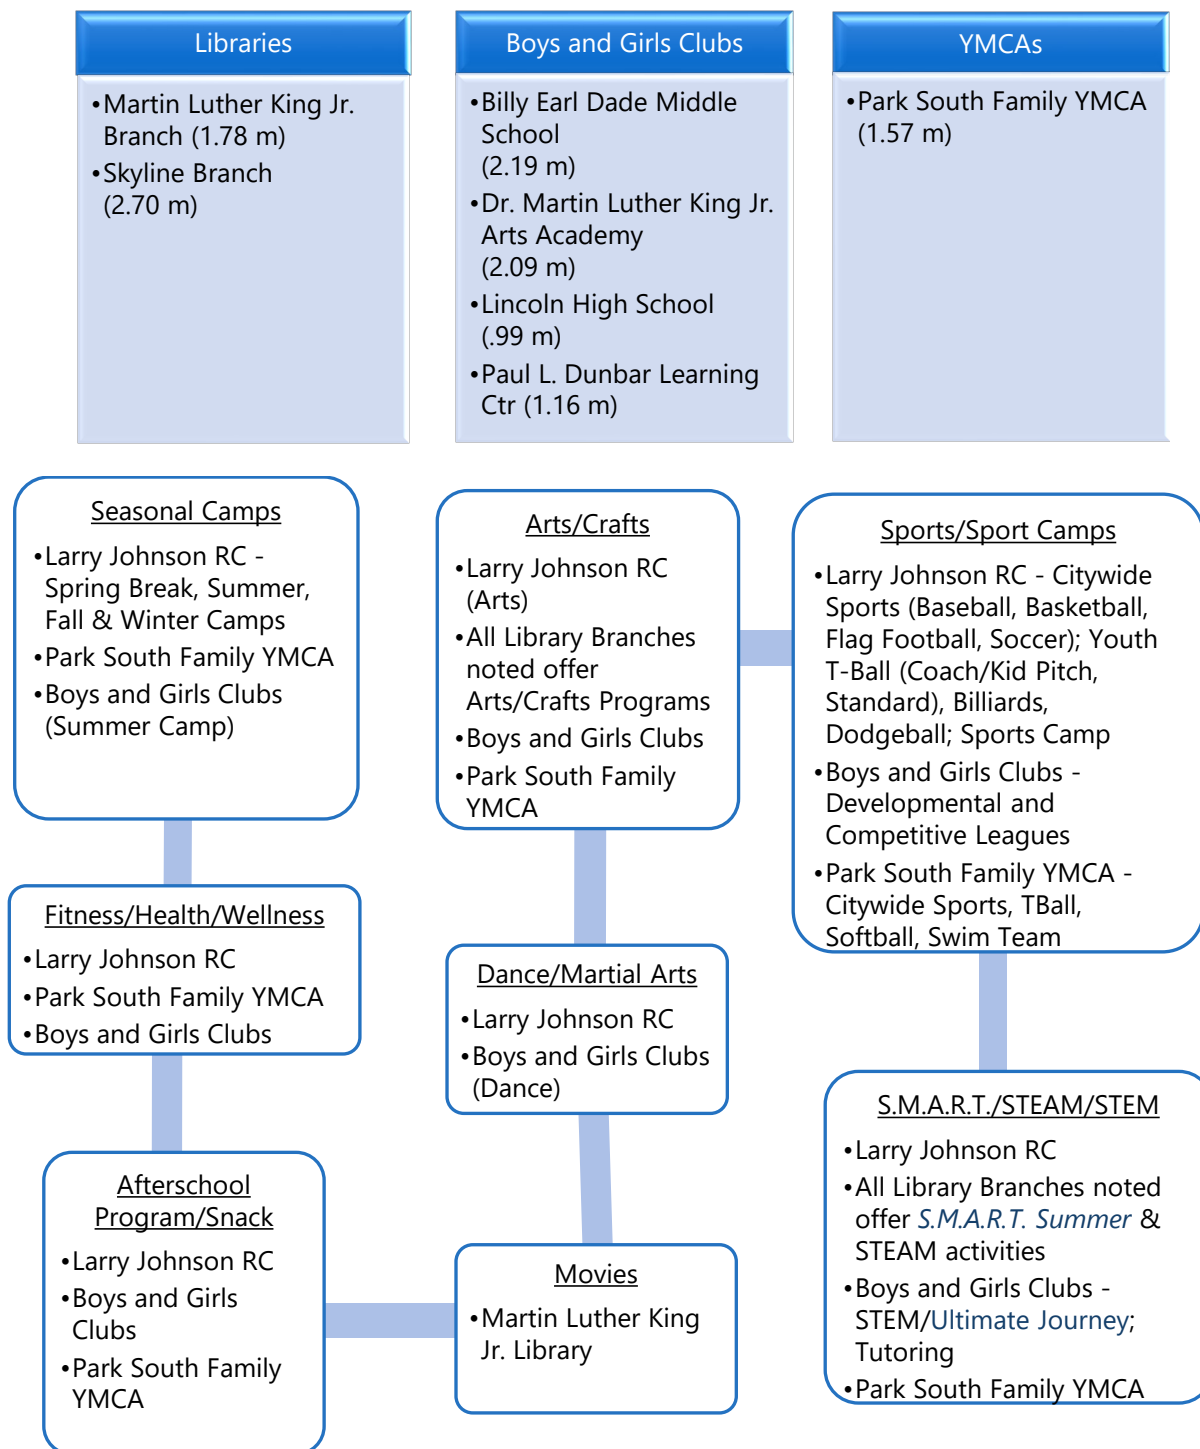 Libraries
•Martin Luther King Jr.
Branch (1.78 m)
•Skyline Branch
(2.70 m)
Boys and Girls Clubs
•Billy Earl Dade Middle
School
(2.19 m)
•Dr. Martin Luther King Jr.
Arts Academy
(2.09 m)
•Lincoln High School
(.99 m)
•Paul L. Dunbar Learning
Ctr (1.16 m)
YMCAs
•Park South Family YMCA
(1.57 m)
Seasonal Camps
•Larry Johnson RC -
Spring Break, Summer,
Fall & Winter Camps
•Park South Family YMCA
•Boys and Girls Clubs
(Summer Camp)
Fitness/Health/Wellness
•Larry Johnson RC
•Park South Family YMCA
•Boys and Girls Clubs
Afterschool
Program/Snack
•Larry Johnson RC
•Boys and Girls
Clubs
•Park South Family
YMCA
Movies
•Martin Luther King
Jr. Library
Dance/Martial Arts
•Larry Johnson RC
•Boys and Girls Clubs
(Dance)
Arts/Crafts
•Larry Johnson RC
(Arts)
•All Library Branches
noted offer
Arts/Crafts Programs
•Boys and Girls Clubs
•Park South Family
YMCA
Sports/Sport Camps
•Larry Johnson RC - Citywide
Sports (Baseball, Basketball,
Flag Football, Soccer); Youth
T-Ball (Coach/Kid Pitch,
Standard), Billiards,
Dodgeball; Sports Camp
•Boys and Girls Clubs -
Developmental and
Competitive Leagues
•Park South Family YMCA -
Citywide Sports, TBall,
Softball, Swim Team
S.M.A.R.T./STEAM/STEM
•Larry Johnson RC
•All Library Branches noted
offer S.M.A.R.T. Summer &
STEAM activities
•Boys and Girls Clubs -
STEM/Ultimate Journey;
Tutoring
•Park South Family YMCA